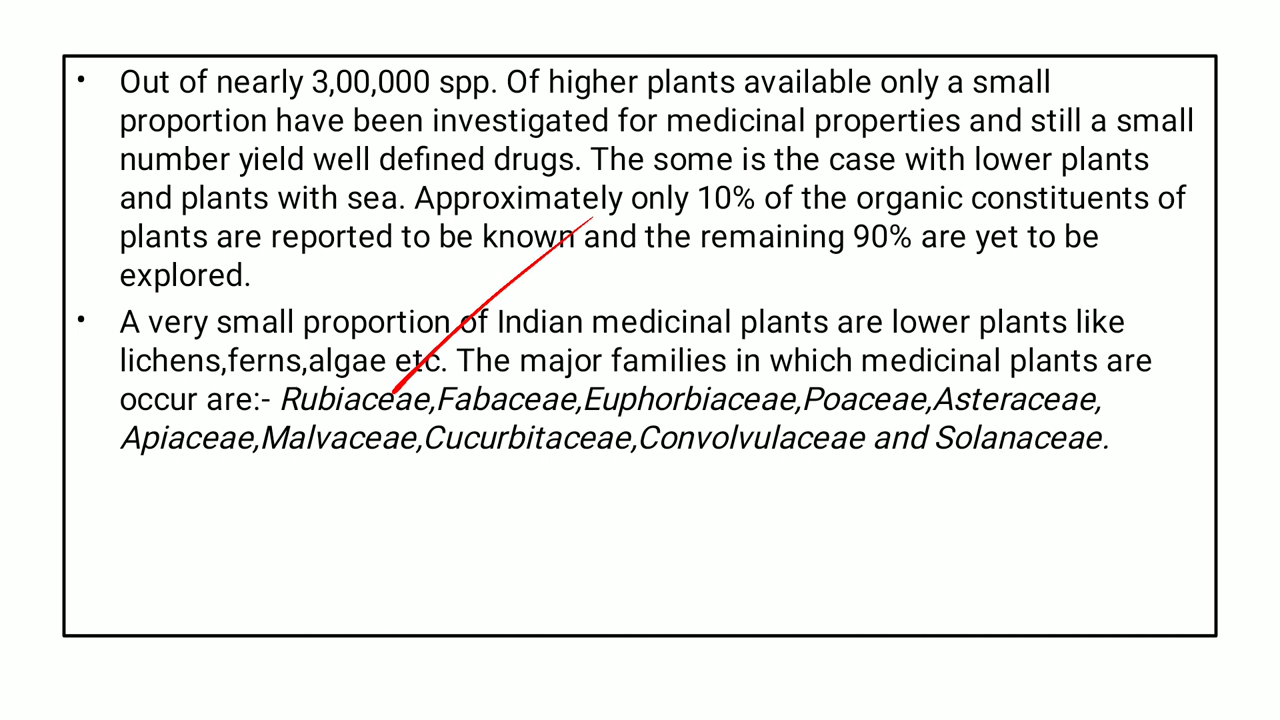 • Out of nearly 3,00,000 spp. Of higher plants available only a small
proportion have been investigated for medicinal properties and still a small
number yield well defined drugs. The some is the case with lower plants
and plants with sea. Approximately only 10% of the organic constituents of
plants are reported to be known and the remaining 90% are yet to be
explored.
• A very small proportion of Indian medicinal plants are lower plants like
lichens,ferns,algae etc. The major families in which medicinal plants are
occur are:- Rubiaceae,Fabaceae,Euphorbiaceae,Poaceae,Asteraceae,
Apiaceae,Malvaceae,Cucurbitaceae,Convolvulaceae and Solanaceae.